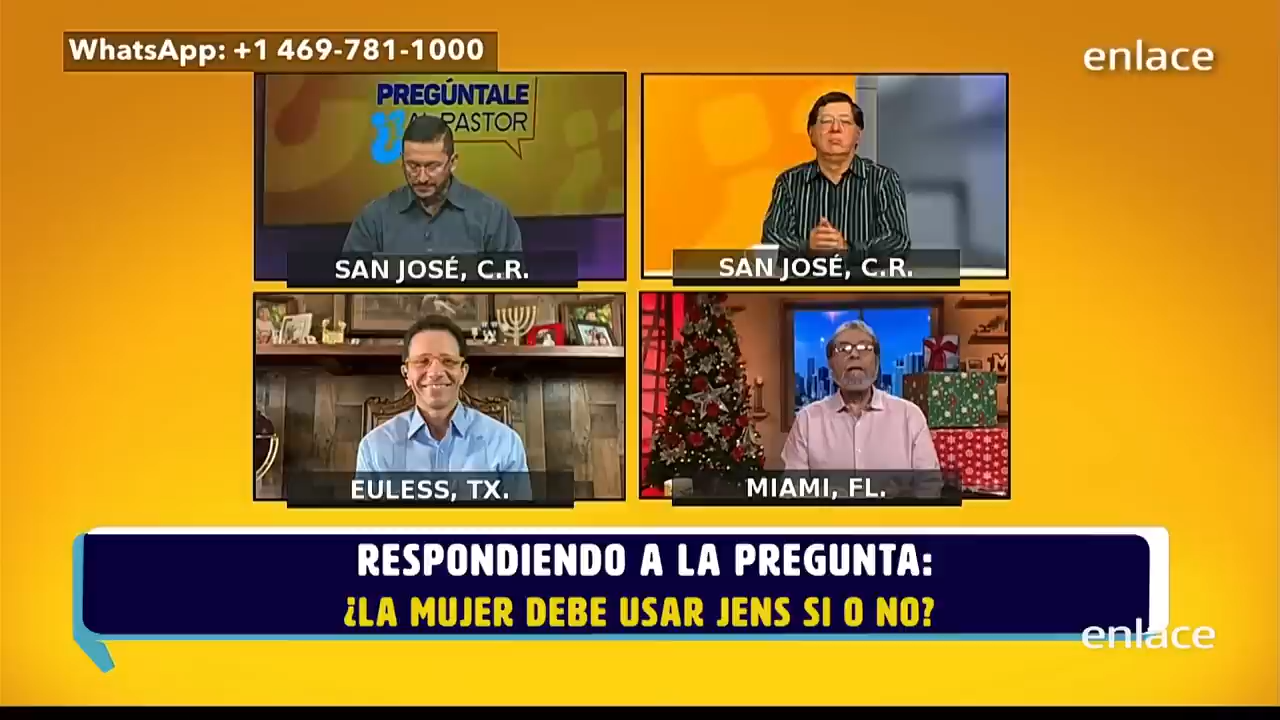 WhatsApp: +1 469-781-1000
enlace
PREGÚNTALE
AL PASTOR
SAN JOSÉ, C.R.
SAN JOSÉ, C.R.
EULESS, TX.
MIAMI, FL.
RESPONDIENDO A LA PREGUNTA:
¿LA MUJER DEBE USAR JENS SI O NO?
enlace